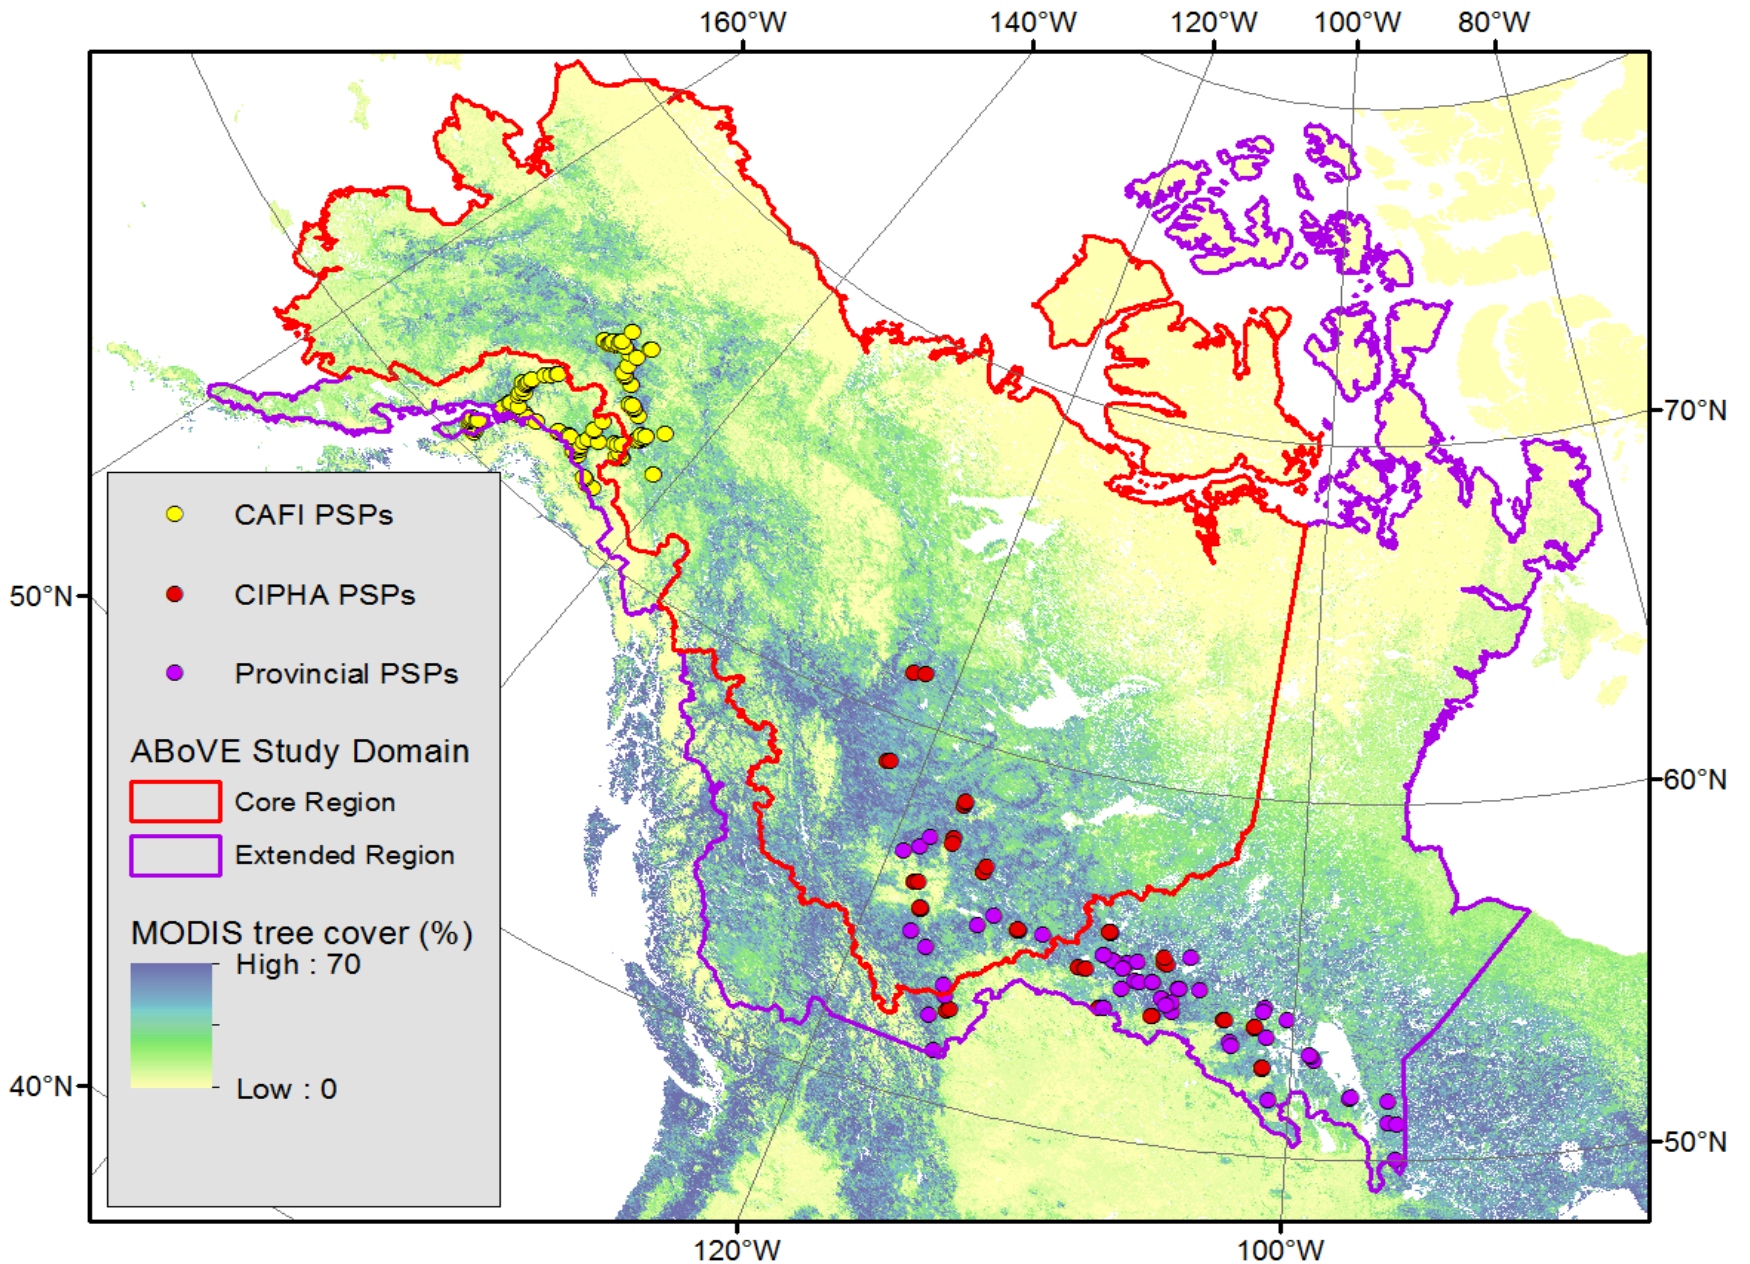 160°W 140°W 120°W 100°W 80°W
70°N
50°N
60°N
40°N
50°N
120°W 100°W
CAFI PSPs
CIPHA PSPs
Provincial PSPs
ABoVE Study Domain
Core Region
Extended Region
MODIS tree cover (%)
High : 70
Low : 0